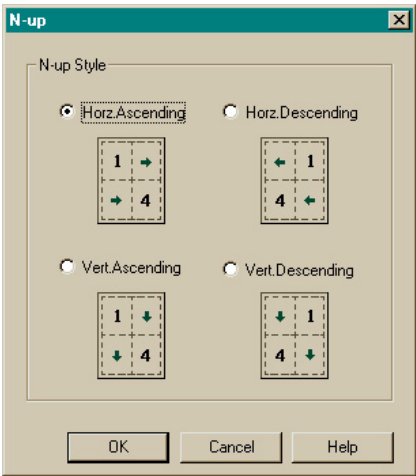 N-up
N-up Style
Horz.Ascending Horz.Descending
1 1
4 4
Vert.Ascending Vert.Descending
1 1
4 4
OK Cancel Help